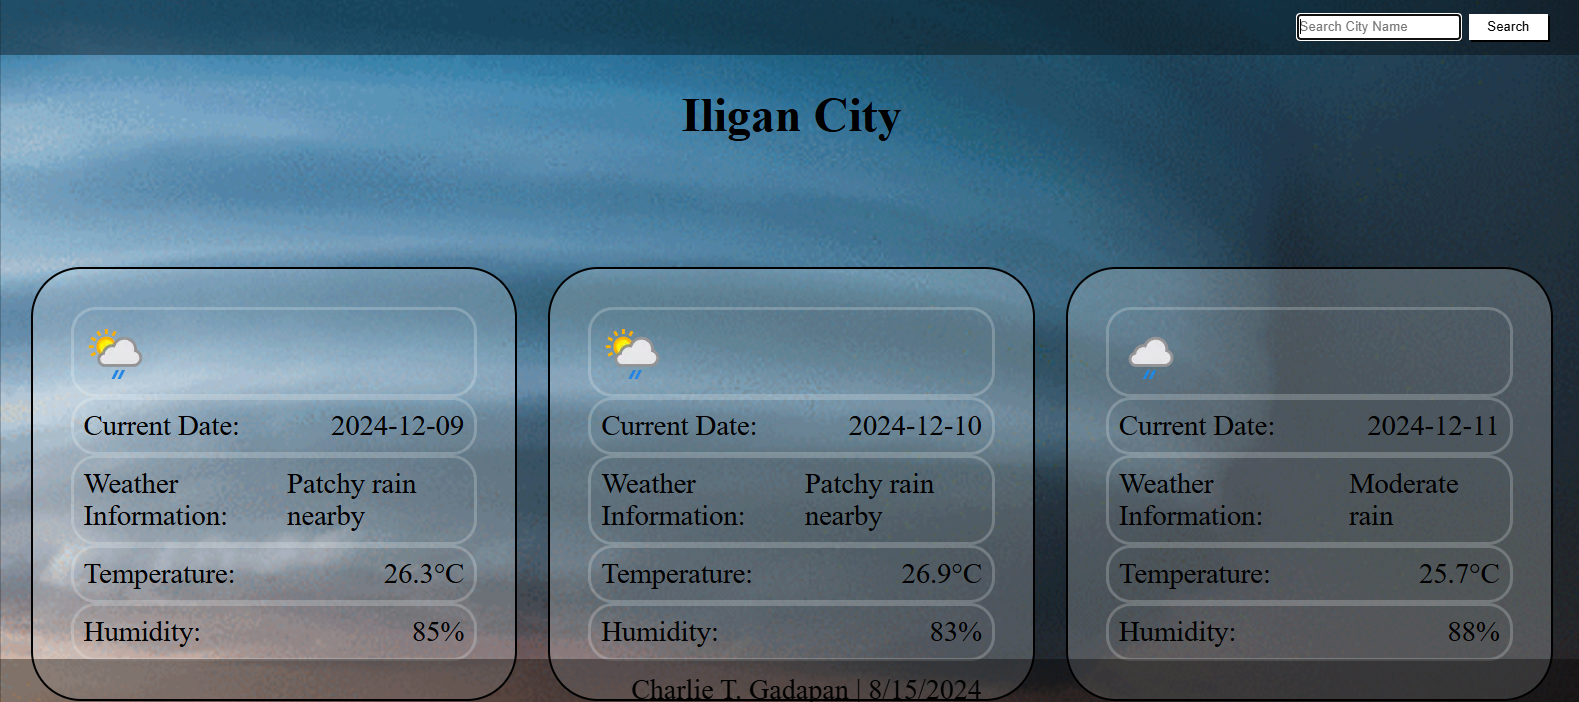 Search City Name Search
Iligan City
Current Date: 2024-12-09
Weather Information: Patchy rain nearby
Temperature: 26.3°C
Humidity: 85%
Current Date: 2024-12-10
Weather Information: Patchy rain nearby
Temperature: 26.9°C
Humidity: 83%
Current Date: 2024-12-11
Weather Information: Moderate rain
Temperature: 25.7°C
Humidity: 88%
Charlie T. Gadapan | 8/15/2024